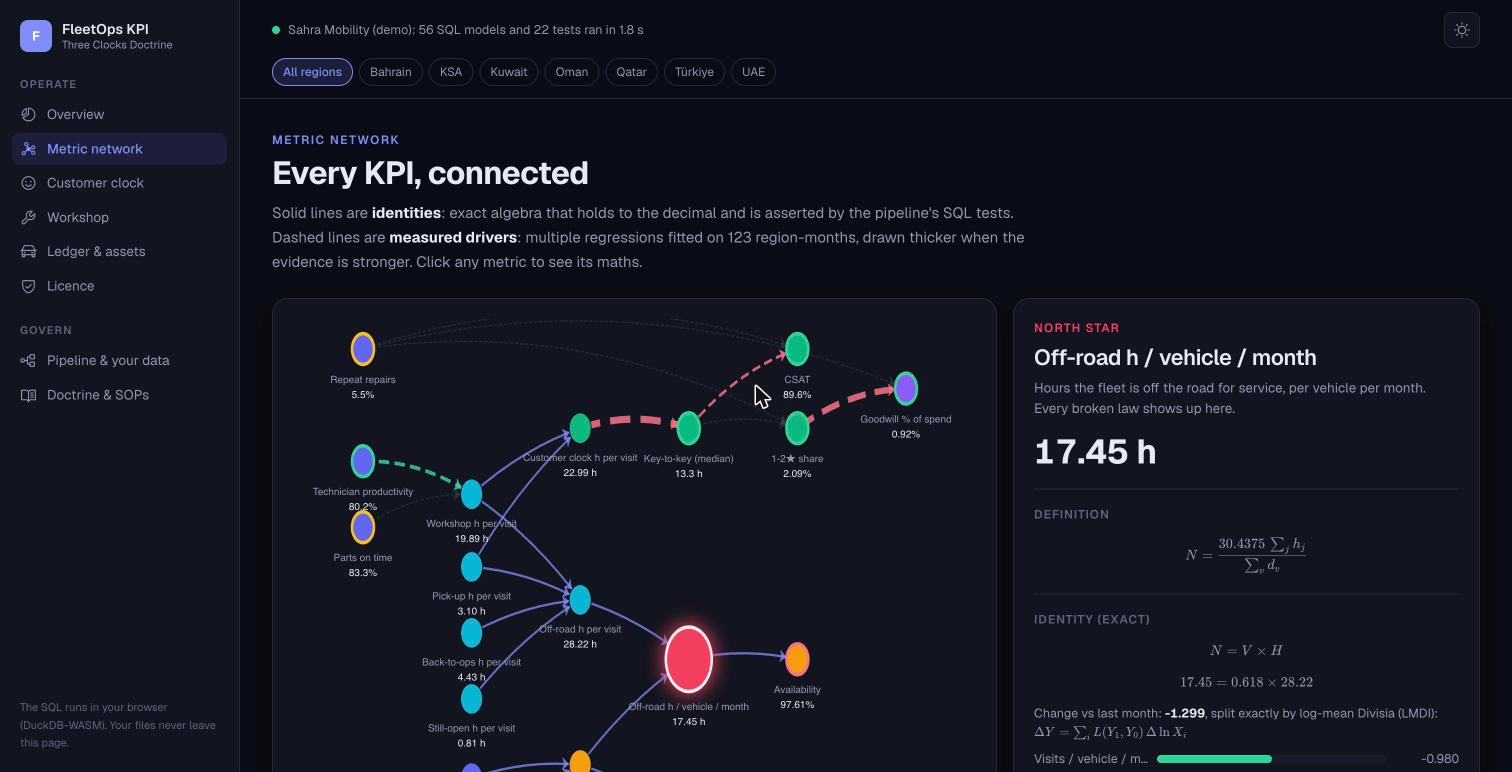 F
FleetOps KPI
Three Clocks Doctrine
OPERATE
Overview
Metric network
Customer clock
Workshop
Ledger & assets
Licence
GOVERN
Pipeline & your data
Doctrine & SOPs
The SQL runs in your browser
(DuckDB-WASM). Your files never leave
this page.
Sahra Mobility (demo): 56 SQL models and 22 tests ran in 1.8 s
All regions
Bahrain
KSA
Kuwait
Oman
Qatar
Türkiye
UAE
METRIC NETWORK
Every KPI, connected
Solid lines are identities: exact algebra that holds to the decimal and is asserted by the pipeline's SQL tests.
Dashed lines are measured drivers: multiple regressions fitted on 123 region-months, drawn thicker when the
evidence is stronger. Click any metric to see its maths.
Repeat repairs
5.5%
CSAT
89.6%
Goodwill % of spend
0.92%
Customer clock h per visit
22.99 h
Key-to-key (median)
13.3 h
1-2★ share
2.09%
Technician productivity
80.2%
Workshop h per visit
19.89 h
Parts on time
83.3%
Pick-up h per visit
3.10 h
Off-road h per visit
28.22 h
Back-to-ops h per visit
4.43 h
Still-open h per visit
0.81 h
Off-road h / vehicle / month
17.45 h
Availability
97.61%
NORTH STAR
Off-road h / vehicle / month
Hours the fleet is off the road for service, per vehicle per month.
Every broken law shows up here.
17.45 h
DEFINITION
N = 30.4375 ∑j hj / ∑v dv
IDENTITY (EXACT)
N = V × H
17.45 = 0.618 × 28.22
Change vs last month: -1.299, split exactly by log-mean Divisia (LMDI):
ΔY = ∑i L(Y1, Y0) Δ ln Xi
Visits / vehicle / m... -0.980